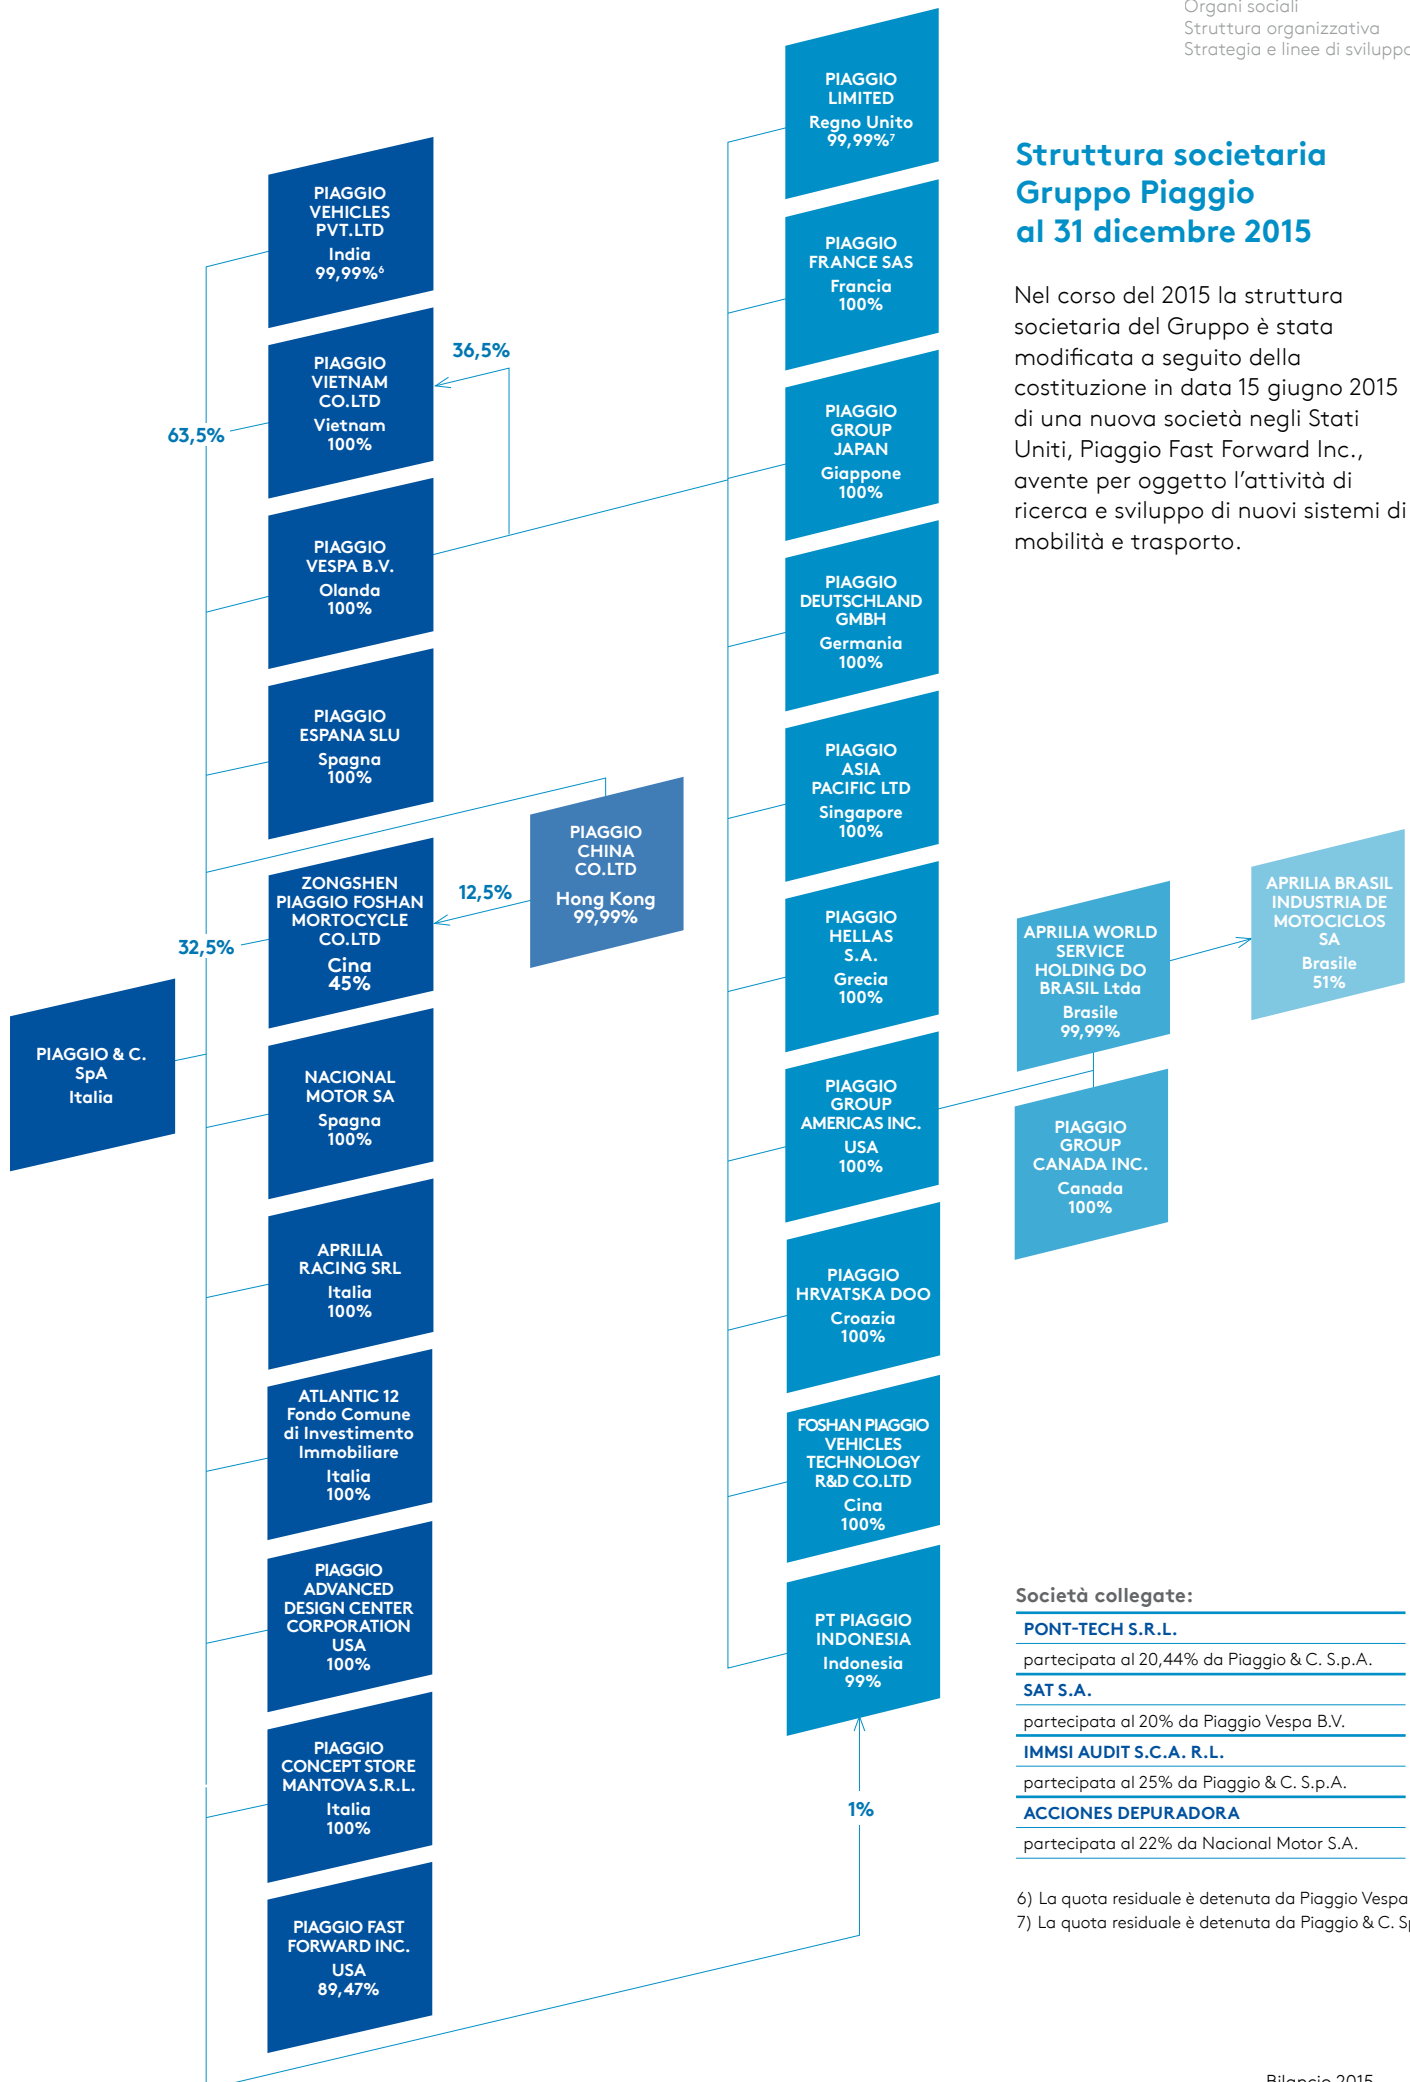 Organi sociali
Struttura organizzativa
Strategia e linee di sviluppo
Struttura societaria
Gruppo Piaggio
al 31 dicembre 2015
Nel corso del 2015 la struttura
societaria del Gruppo è stata
modificata a seguito della
costituzione in data 15 giugno 2015
di una nuova società negli Stati
Uniti, Piaggio Fast Forward Inc.,
avente per oggetto l'attività di
ricerca e sviluppo di nuovi sistemi di
mobilità e trasporto.
PIAGGIO & C.
SpA
Italia
PIAGGIO
VEHICLES
PVT.LTD
India
99,99%⁶
63,5%
PIAGGIO
VIETNAM
CO.LTD
Vietnam
100%
36,5%
PIAGGIO
VESPA B.V.
Olanda
100%
PIAGGIO
ESPANA SLU
Spagna
100%
32,5%
ZONGSHEN
PIAGGIO FOSHAN
MORTOCYCLE
CO.LTD
Cina
45%
12,5%
PIAGGIO
CHINA
CO.LTD
Hong Kong
99,99%
NACIONAL
MOTOR SA
Spagna
100%
APRILIA
RACING SRL
Italia
100%
ATLANTIC 12
Fondo Comune
di Investimento
Immobiliare
Italia
100%
PIAGGIO
ADVANCED
DESIGN CENTER
CORPORATION
USA
100%
PIAGGIO
CONCEPT STORE
MANTOVA S.R.L.
Italia
100%
PIAGGIO FAST
FORWARD INC.
USA
89,47%
PIAGGIO
LIMITED
Regno Unito
99,99%⁷
PIAGGIO
FRANCE SAS
Francia
100%
PIAGGIO
GROUP
JAPAN
Giappone
100%
PIAGGIO
DEUTSCHLAND
GMBH
Germania
100%
PIAGGIO
ASIA
PACIFIC LTD
Singapore
100%
PIAGGIO
HELLAS
S.A.
Grecia
100%
PIAGGIO
GROUP
AMERICAS INC.
USA
100%
PIAGGIO
HRVATSKA DOO
Croazia
100%
FOSHAN PIAGGIO
VEHICLES
TECHNOLOGY
R&D CO.LTD
Cina
100%
PT PIAGGIO
INDONESIA
Indonesia
99%
1%
APRILIA WORLD
SERVICE
HOLDING DO
BRASIL Ltda
Brasile
99,99%
APRILIA BRASIL
INDUSTRIA DE
MOTOCICLOS
SA
Brasile
51%
PIAGGIO
GROUP
CANADA INC.
Canada
100%
Società collegate:
PONT-TECH S.R.L.
partecipata al 20,44% da Piaggio & C. S.p.A.
SAT S.A.
partecipata al 20% da Piaggio Vespa B.V.
IMMSI AUDIT S.C.A. R.L.
partecipata al 25% da Piaggio & C. S.p.A.
ACCIONES DEPURADORA
partecipata al 22% da Nacional Motor S.A.
6) La quota residuale è detenuta da Piaggio Vespa
7) La quota residuale è detenuta da Piaggio & C.
Bilancio 2015